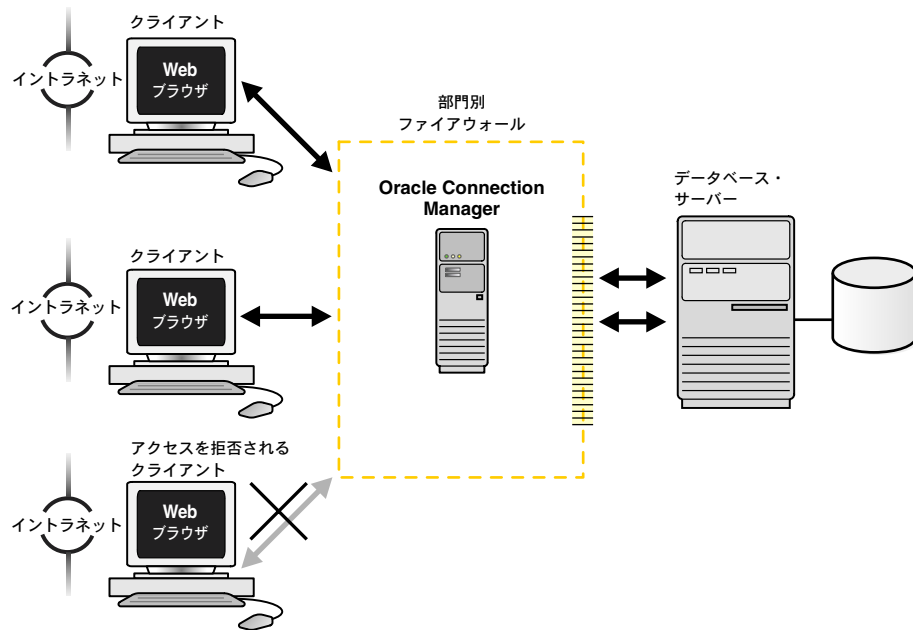 クライアント
イントラネット
Web
ブラウザ
部門別
ファイアウォール
Oracle Connection
Manager
データベース・
サーバー
クライアント
イントラネット
Web
ブラウザ
アクセスを拒否される
クライアント
イントラネット
Web
ブラウザ